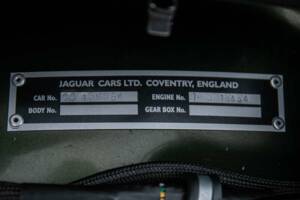 JAGUAR CARS LTD. COVENTRY, ENGLAND
CAR No. ENGINE No.
BODY No. GEAR BOX No.